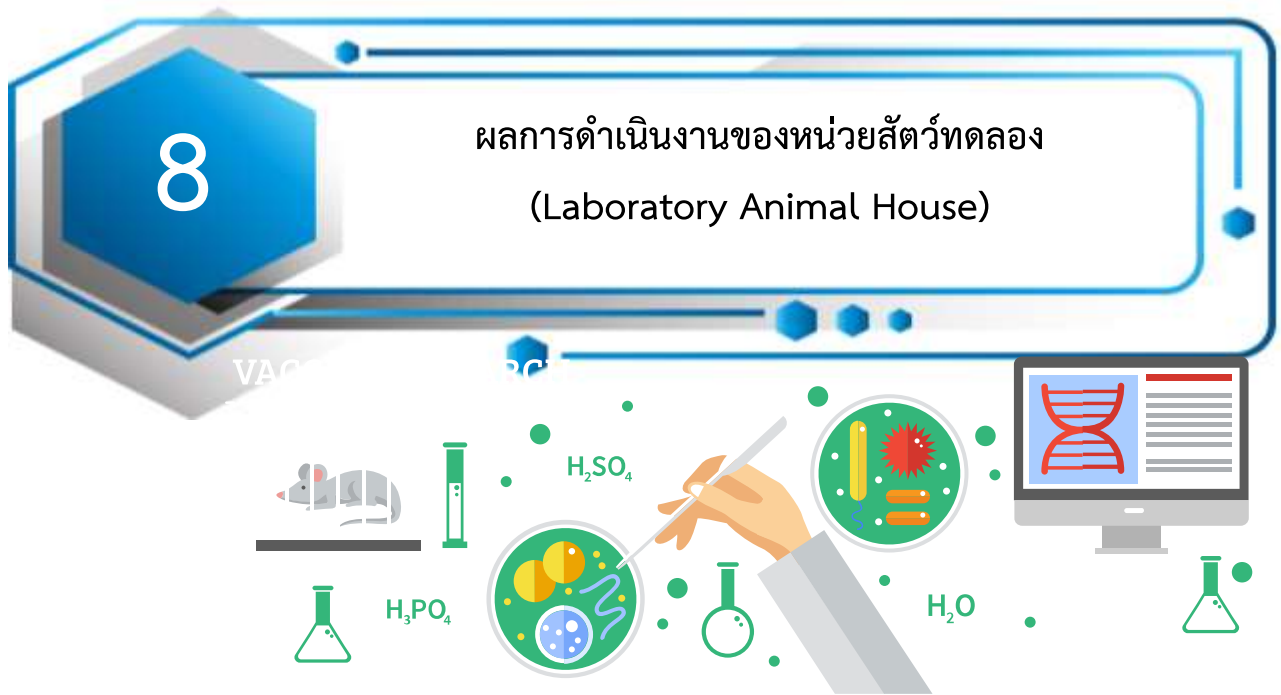 8
ผลการดำเนินงานของหน่วยสัตว์ทดลอง
(Laboratory Animal House)
H₂SO₄
H₃PO₄
H₂O